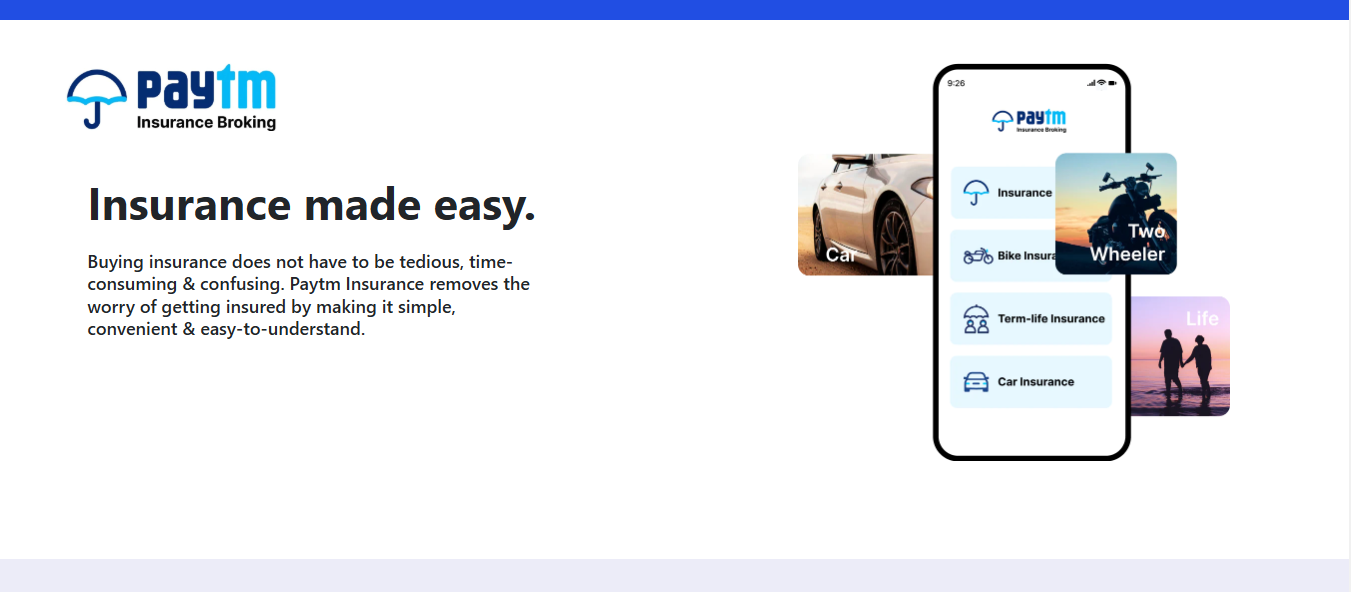 paytm
Insurance Broking
Insurance made easy.
Buying insurance does not have to be tedious, time-
consuming & confusing. Paytm Insurance removes the
worry of getting insured by making it simple,
convenient & easy-to-understand.
9:26
paytm
Insurance Broking
Insurance
Bike Insura
Term-life Insurance
Car Insurance
Car
Two
Wheeler
Life